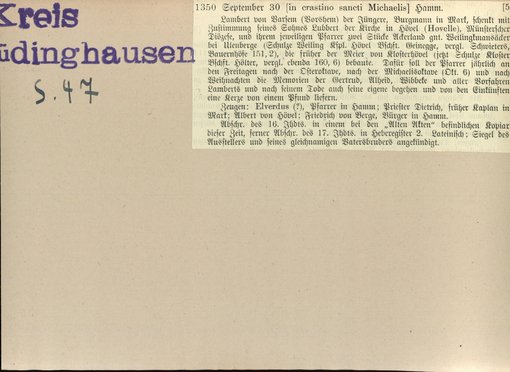 Kreis
üdinghausen
S. 47
1350 September 30 [in crastino sancti Michaelis] Hamm. [5
Lambert von Varsem (Vorshem) der Jüngere, Burgmann in Mark, schenkt mit
Zustimmung seines Sohnes Lubbert der Kirche in Hövel (Hovelle), Münsterscher
Diözese, und ihrem jeweiligen Pfarrer zwei Stücke Ackerland gnt. Weilingkmansäcker
bei Ulenberge (Schulze Weiling Kspl. Hövel Bschft. Geinegge, vergl. Schwieters,
Bauernhöfe 151, 2), die früher der Meier von Klosterhövel (jetzt Schulze Kloster
Bschft. Hölter, vergl. ebenda 160, 6) bebaute. Dafür soll der Pfarrer jährlich an
den Freitagen nach der Osteroktave, nach der Michaelisoktave (Okt. 6) und nach
Weihnachten die Memorien der Gertrud, Alheid, Wibbeke und aller Vorfahren
Lamberts und nach seinem Tode auch seine eigene begehen und von den Einkünften
eine Kerze von einem Pfund liefern.
Zeugen: Elverdus (?), Pfarrer in Hamm; Priester Dietrich, früher Kaplan in
Mark; Albert von Hövel; Friedrich von Berge, Bürger in Hamm.
Abschr. des 16. Jhdts. in einem bei den „Alten Akten" befindlichen Kopiar
dieser Zeit, ferner Abschr. des 17. Jhdts. in Heberegister 2. Lateinisch; Siegel des
Ausstellers und seines gleichnamigen Vatersbruders angekündigt.